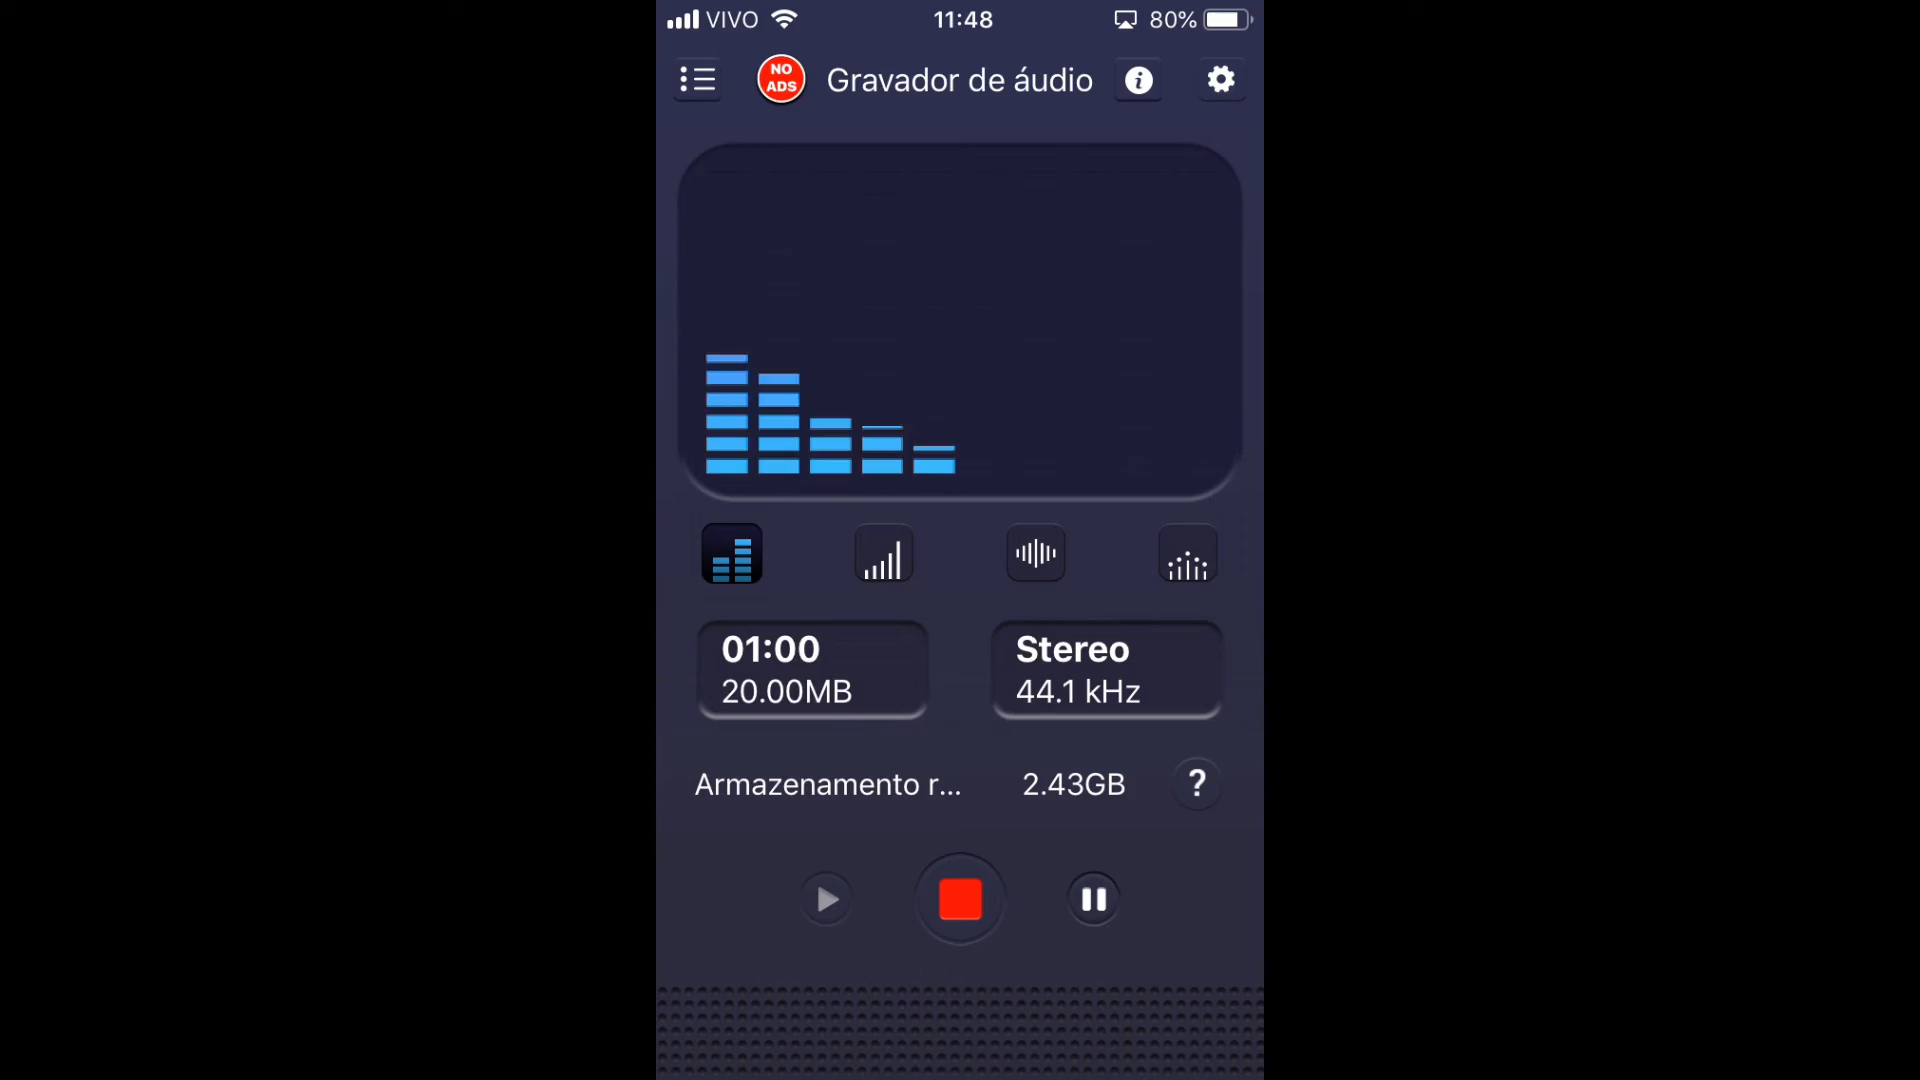 VIVO 11:48 80%
NO ADS Gravador de áudio
01:00 Stereo
20.00MB 44.1 kHz
Armazenamento r... 2.43GB ?